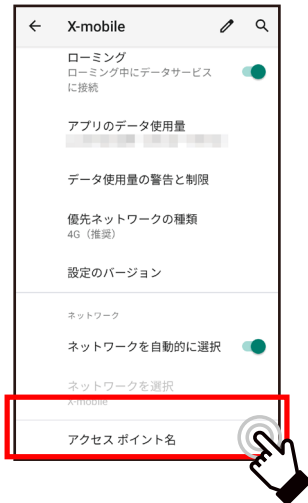 X-mobile
ローミング
ローミング中にデータサービス
に接続
アプリのデータ使用量
データ使用量の警告と制限
優先ネットワークの種類
4G（推奨）
設定のバージョン
ネットワーク
ネットワークを自動的に選択
ネットワークを選択
X-mobile
アクセス ポイント名